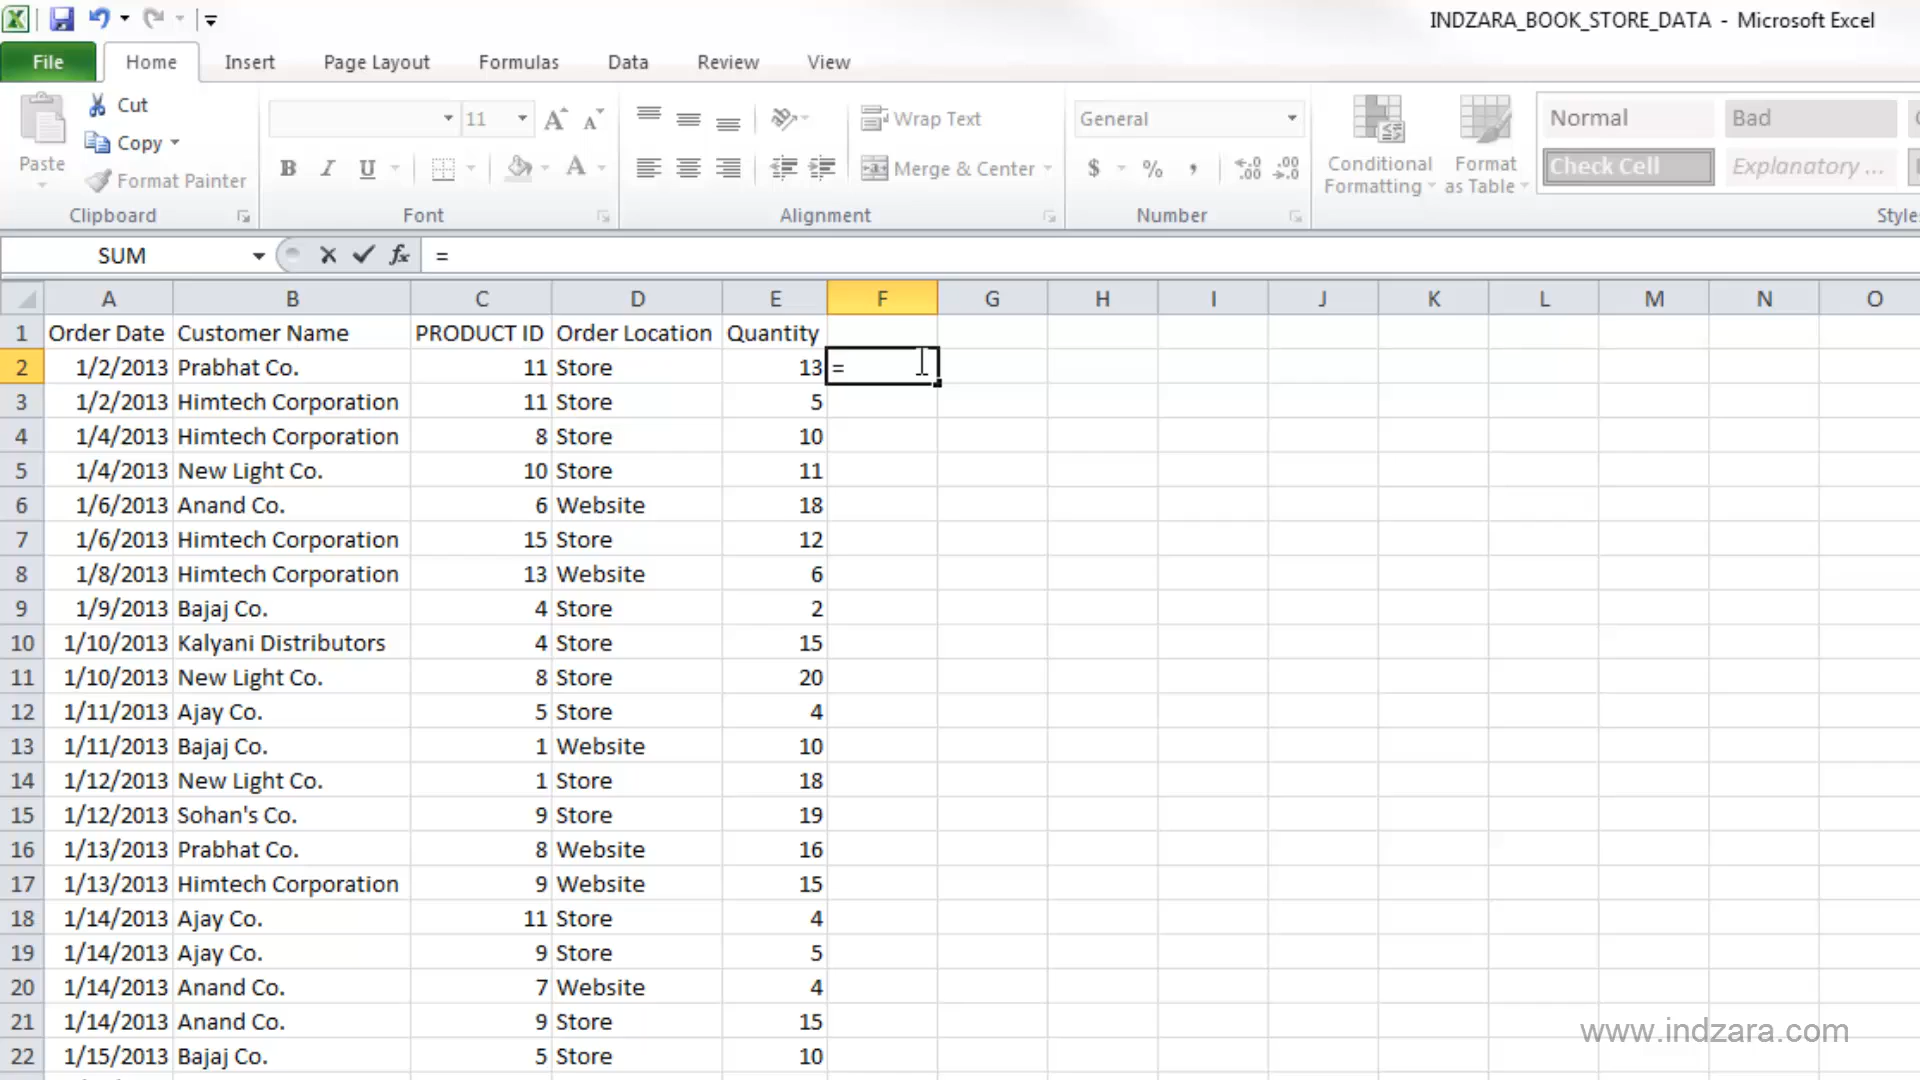 INDZARA_BOOK_STORE_DATA - Microsoft Excel
File Home Insert Page Layout Formulas Data Review View
Paste
Cut
Copy
Format Painter
Clipboard
11
A A
B I U A
Font
Wrap Text
Merge & Center
Alignment
General
$ % , .0 .00 .00 .0
Number
Conditional Formatting
Format as Table
Normal Bad
Check Cell Explanatory ...
Style
SUM fx =
A B C D E F G H I J K L M N O
1 Order Date Customer Name PRODUCT ID Order Location Quantity
2 1/2/2013 Prabhat Co. 11 Store 13 =
3 1/2/2013 Himtech Corporation 11 Store 5
4 1/4/2013 Himtech Corporation 8 Store 10
5 1/4/2013 New Light Co. 10 Store 11
6 1/6/2013 Anand Co. 6 Website 18
7 1/6/2013 Himtech Corporation 15 Store 12
8 1/8/2013 Himtech Corporation 13 Website 6
9 1/9/2013 Bajaj Co. 4 Store 2
10 1/10/2013 Kalyani Distributors 4 Store 15
11 1/10/2013 New Light Co. 8 Store 20
12 1/11/2013 Ajay Co. 5 Store 4
13 1/11/2013 Bajaj Co. 1 Website 10
14 1/12/2013 New Light Co. 1 Store 18
15 1/12/2013 Sohan's Co. 9 Store 19
16 1/13/2013 Prabhat Co. 8 Website 16
17 1/13/2013 Himtech Corporation 9 Website 15
18 1/14/2013 Ajay Co. 11 Store 4
19 1/14/2013 Ajay Co. 9 Store 5
20 1/14/2013 Anand Co. 7 Website 4
21 1/14/2013 Anand Co. 9 Store 15
22 1/15/2013 Bajaj Co. 5 Store 10
www.indzara.com